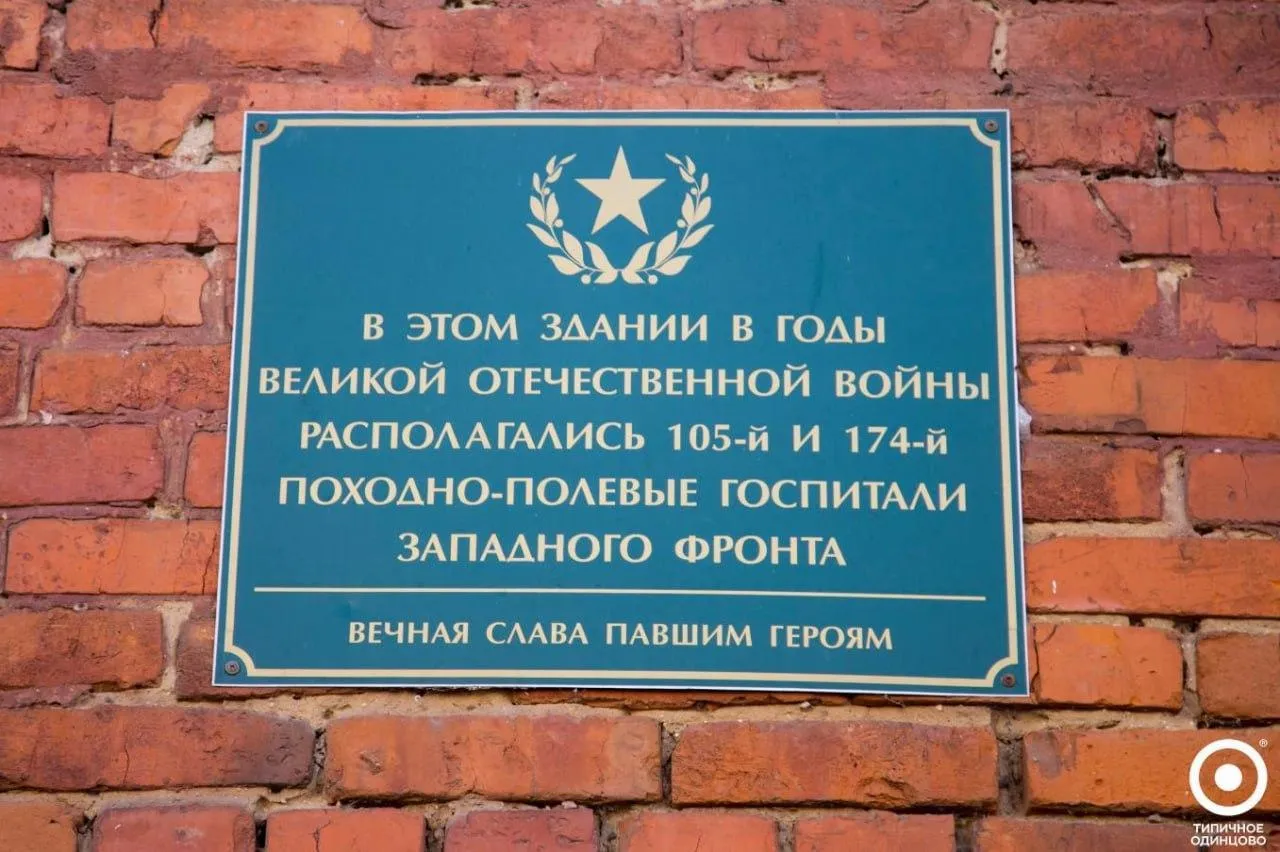 В ЭТОМ ЗДАНИИ В ГОДЫ
ВЕЛИКОЙ ОТЕЧЕСТВЕННОЙ ВОЙНЫ
РАСПОЛАГАЛИСЬ 105-й И 174-й
ПОХОДНО-ПОЛЕВЫЕ ГОСПИТАЛИ
ЗАПАДНОГО ФРОНТА
ВЕЧНАЯ СЛАВА ПАВШИМ ГЕРОЯМ
®
ТИПИЧНОЕ
ОДИНЦОВО